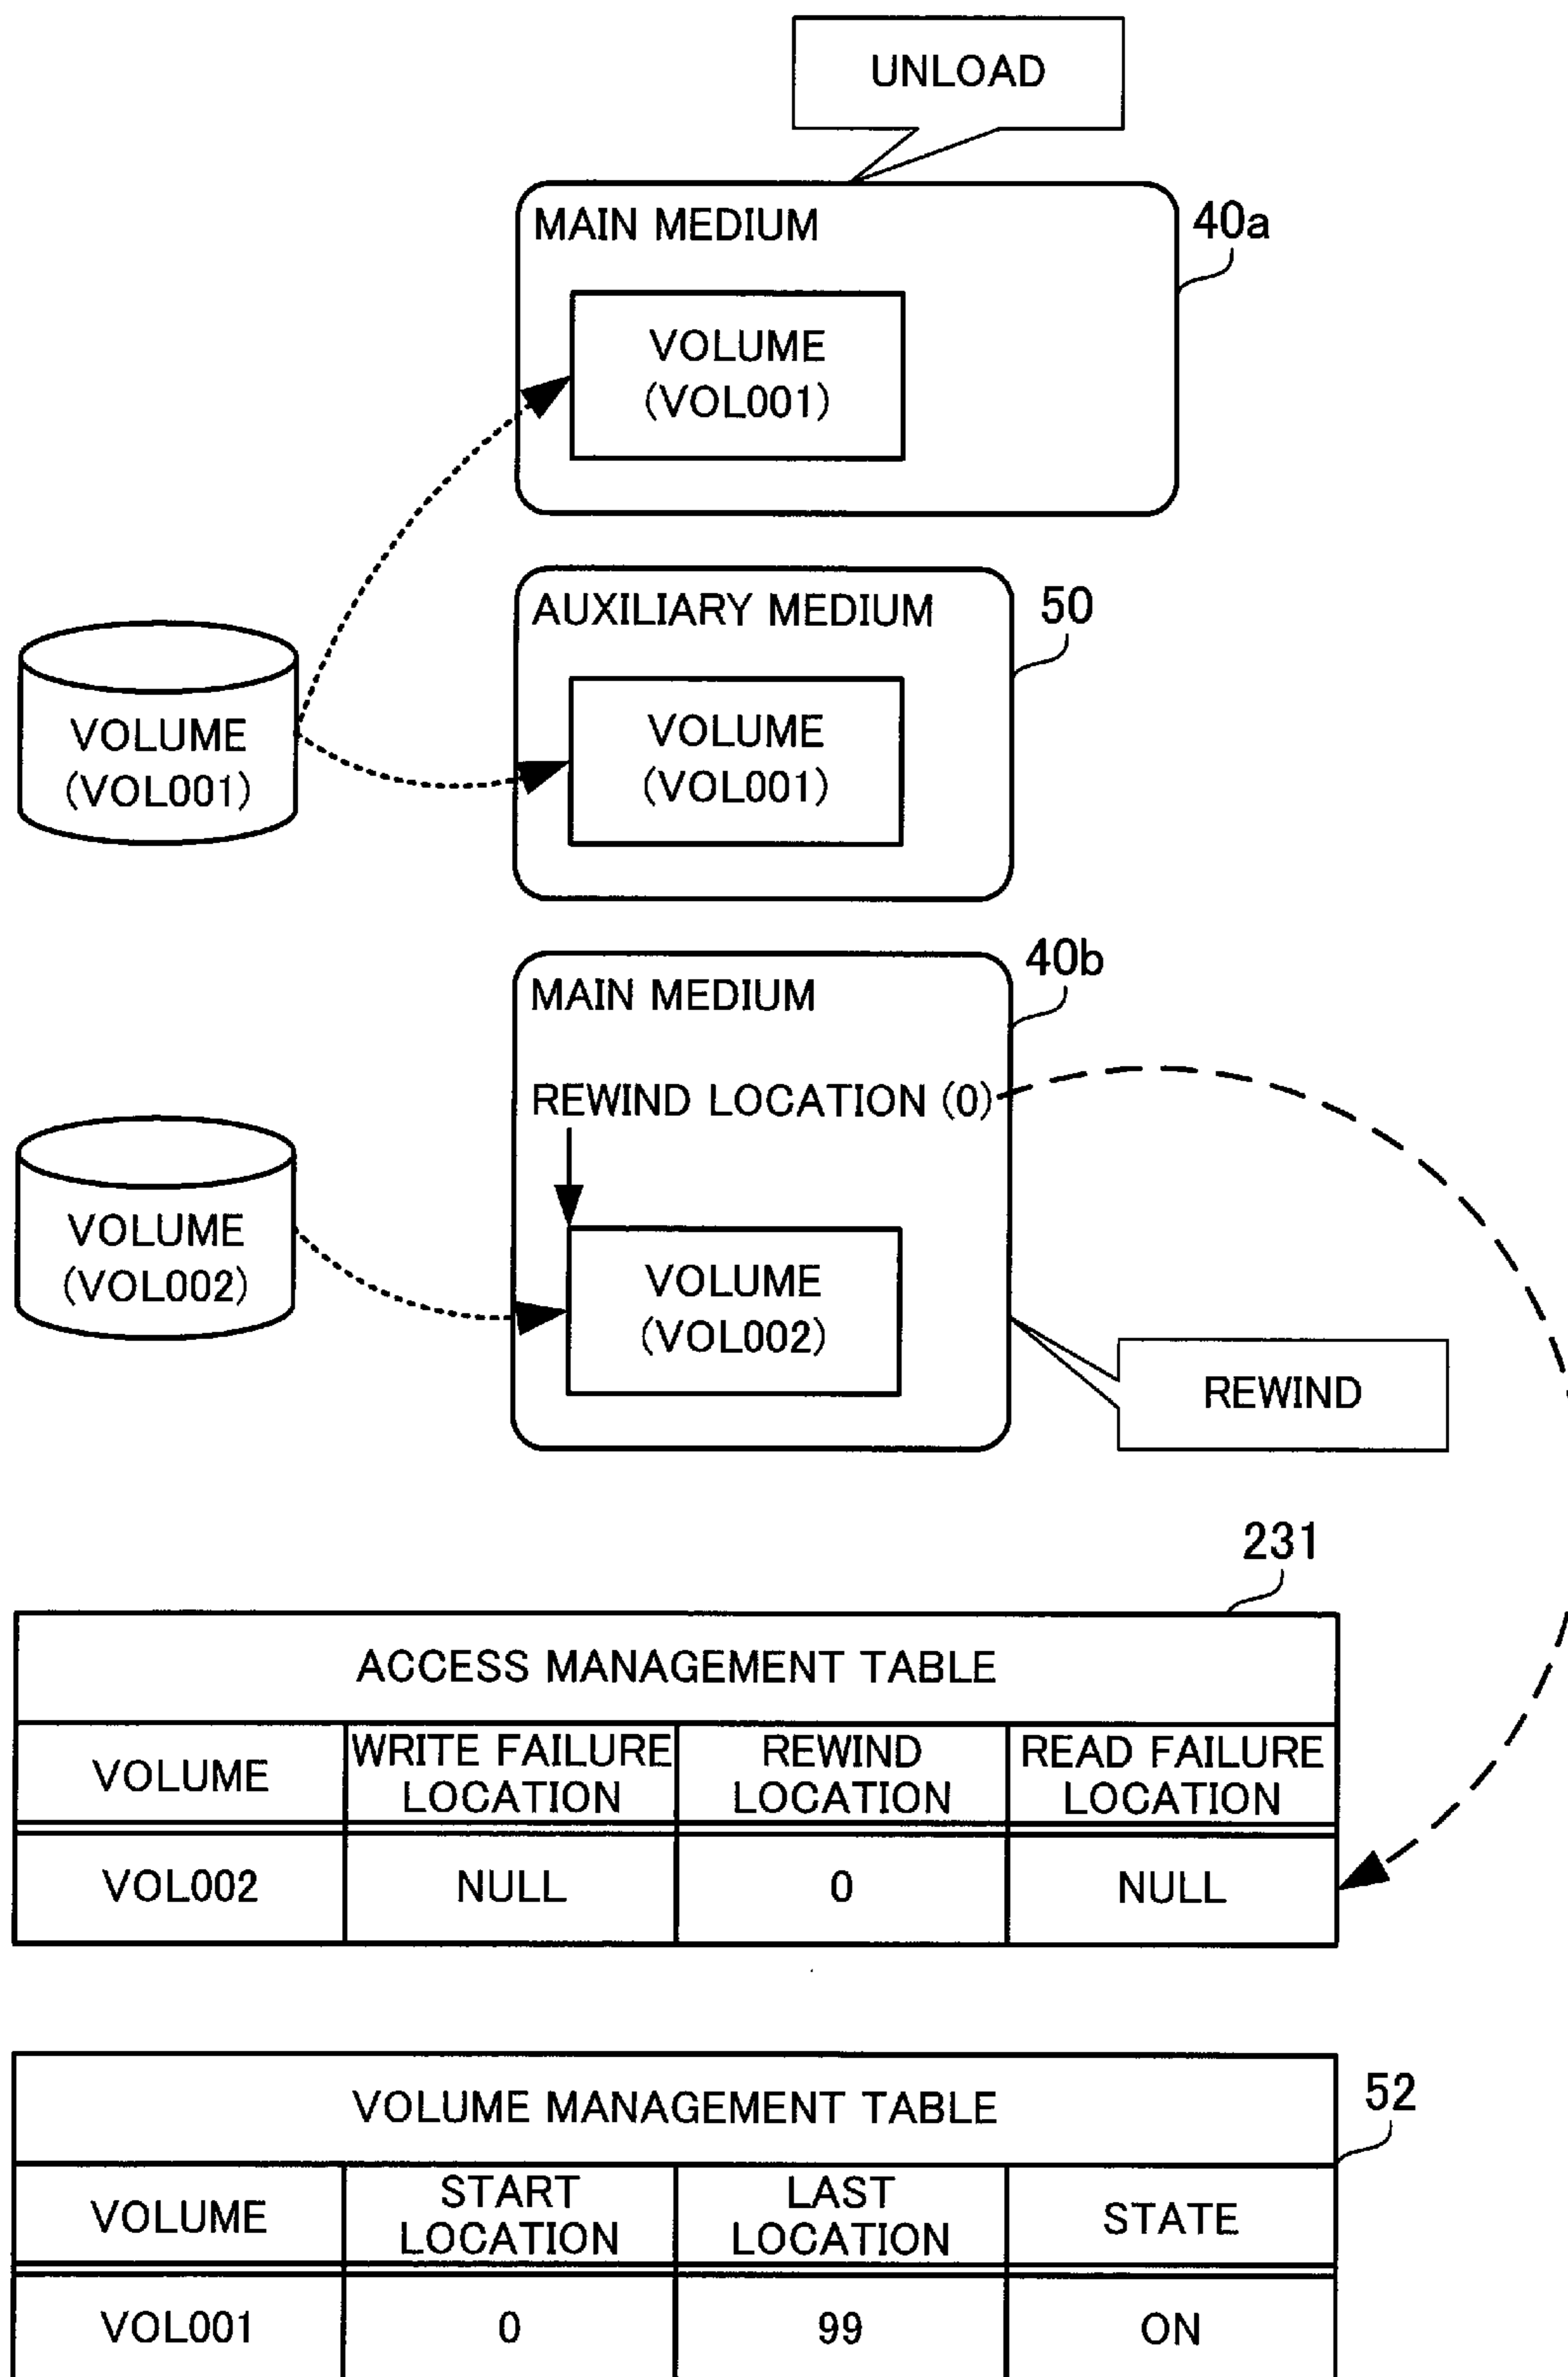 UNLOAD
MAIN MEDIUM
40a
VOLUME
(VOL001)
AUXILIARY MEDIUM
50
VOLUME
(VOL001)
VOLUME
(VOL001)
MAIN MEDIUM
40b
REWIND LOCATION (0)
VOLUME
(VOL002)
VOLUME
(VOL002)
REWIND
231
ACCESS MANAGEMENT TABLE
VOLUME
WRITE FAILURE
LOCATION
REWIND
LOCATION
READ FAILURE
LOCATION
VOL002
NULL
0
NULL
VOLUME MANAGEMENT TABLE
52
VOLUME
START
LOCATION
LAST
LOCATION
STATE
VOL001
0
99
ON